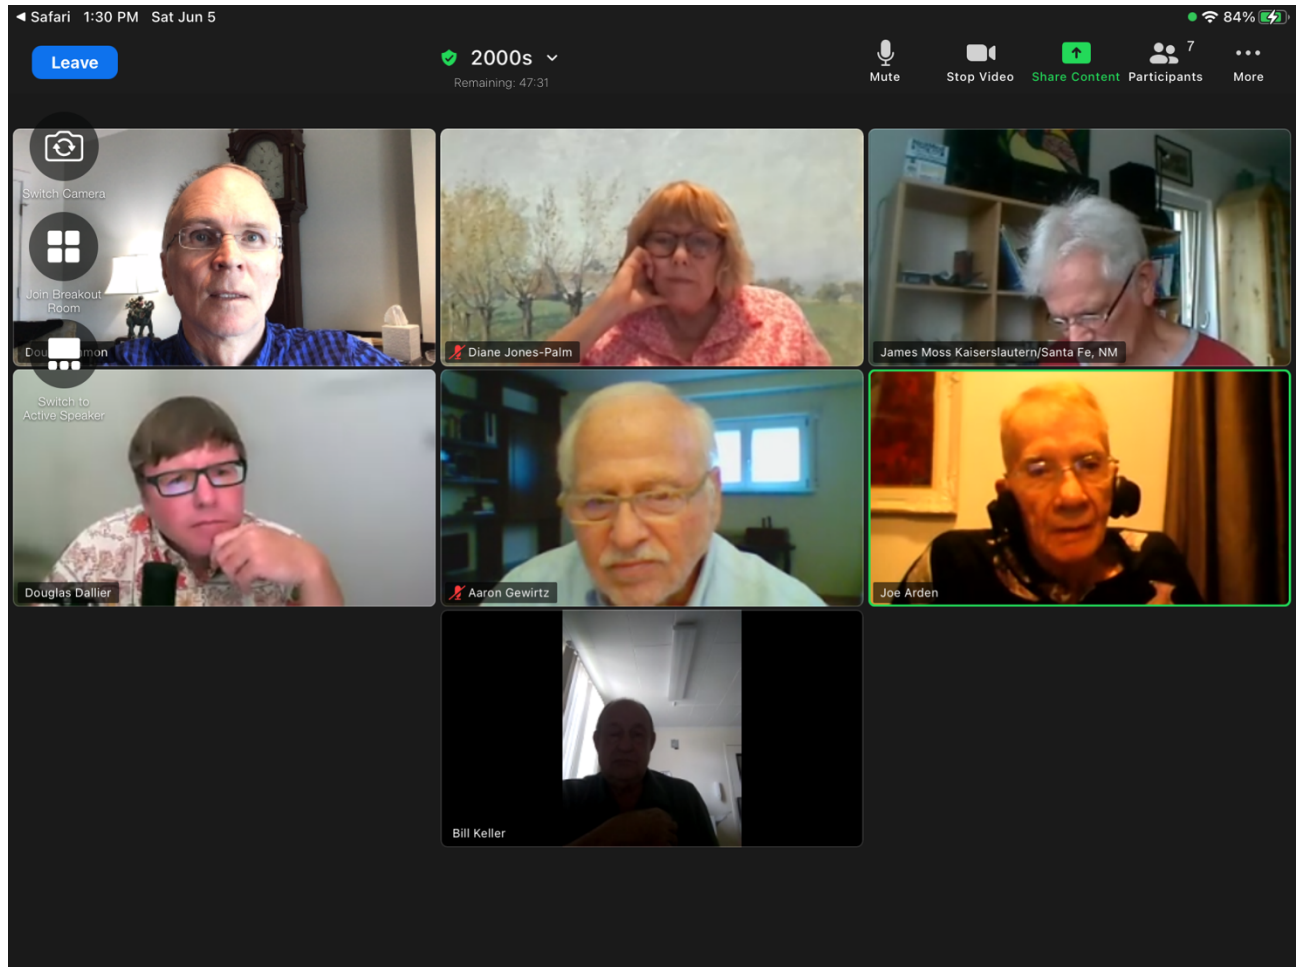 Safari 1:30 PM Sat Jun 5
84%
Leave
2000s
Remaining: 47:31
Mute
Stop Video
Share Content
Participants
7
More
Switch Camera
Join Breakout
Room
Switch to
Active Speaker
Diane Jones-Palm
James Moss Kaiserslautern/Santa Fe, NM
Douglas Dallier
Aaron Gewirtz
Joe Arden
Bill Keller